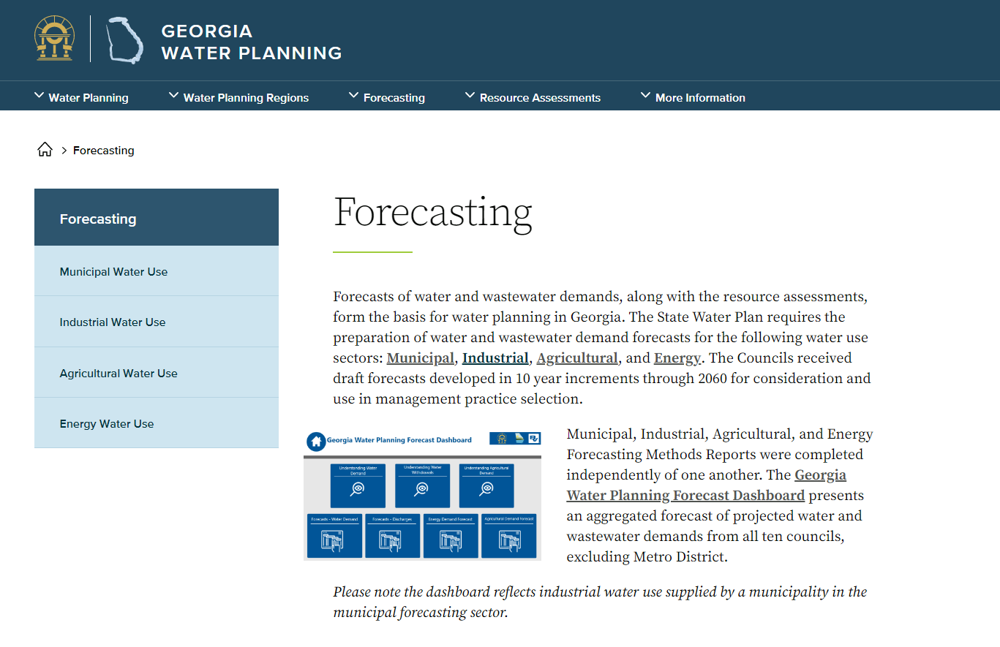 GEORGIA
WATER PLANNING
Water Planning
Water Planning Regions
Forecasting
Resource Assessments
More Information
> Forecasting
Forecasting
Municipal Water Use
Industrial Water Use
Agricultural Water Use
Energy Water Use
Forecasting
Forecasts of water and wastewater demands, along with the resource assessments,
form the basis for water planning in Georgia. The State Water Plan requires the
preparation of water and wastewater demand forecasts for the following water use
sectors: Municipal, Industrial, Agricultural, and Energy. The Councils received
draft forecasts developed in 10 year increments through 2060 for consideration and
use in management practice selection.
Georgia Water Planning Forecast Dashboard
Understanding Water
Demand
Understanding Water
Withdrawals
Understanding Agricultural
Demand
Forecasts - Water Demand
Forecasts - Discharges
Energy Demand Forecast
Agricultural Demand Forecast
Municipal, Industrial, Agricultural, and Energy
Forecasting Methods Reports were completed
independently of one another. The Georgia
Water Planning Forecast Dashboard presents
an aggregated forecast of projected water and
wastewater demands from all ten councils,
excluding Metro District.
Please note the dashboard reflects industrial water use supplied by a municipality in the
municipal forecasting sector.